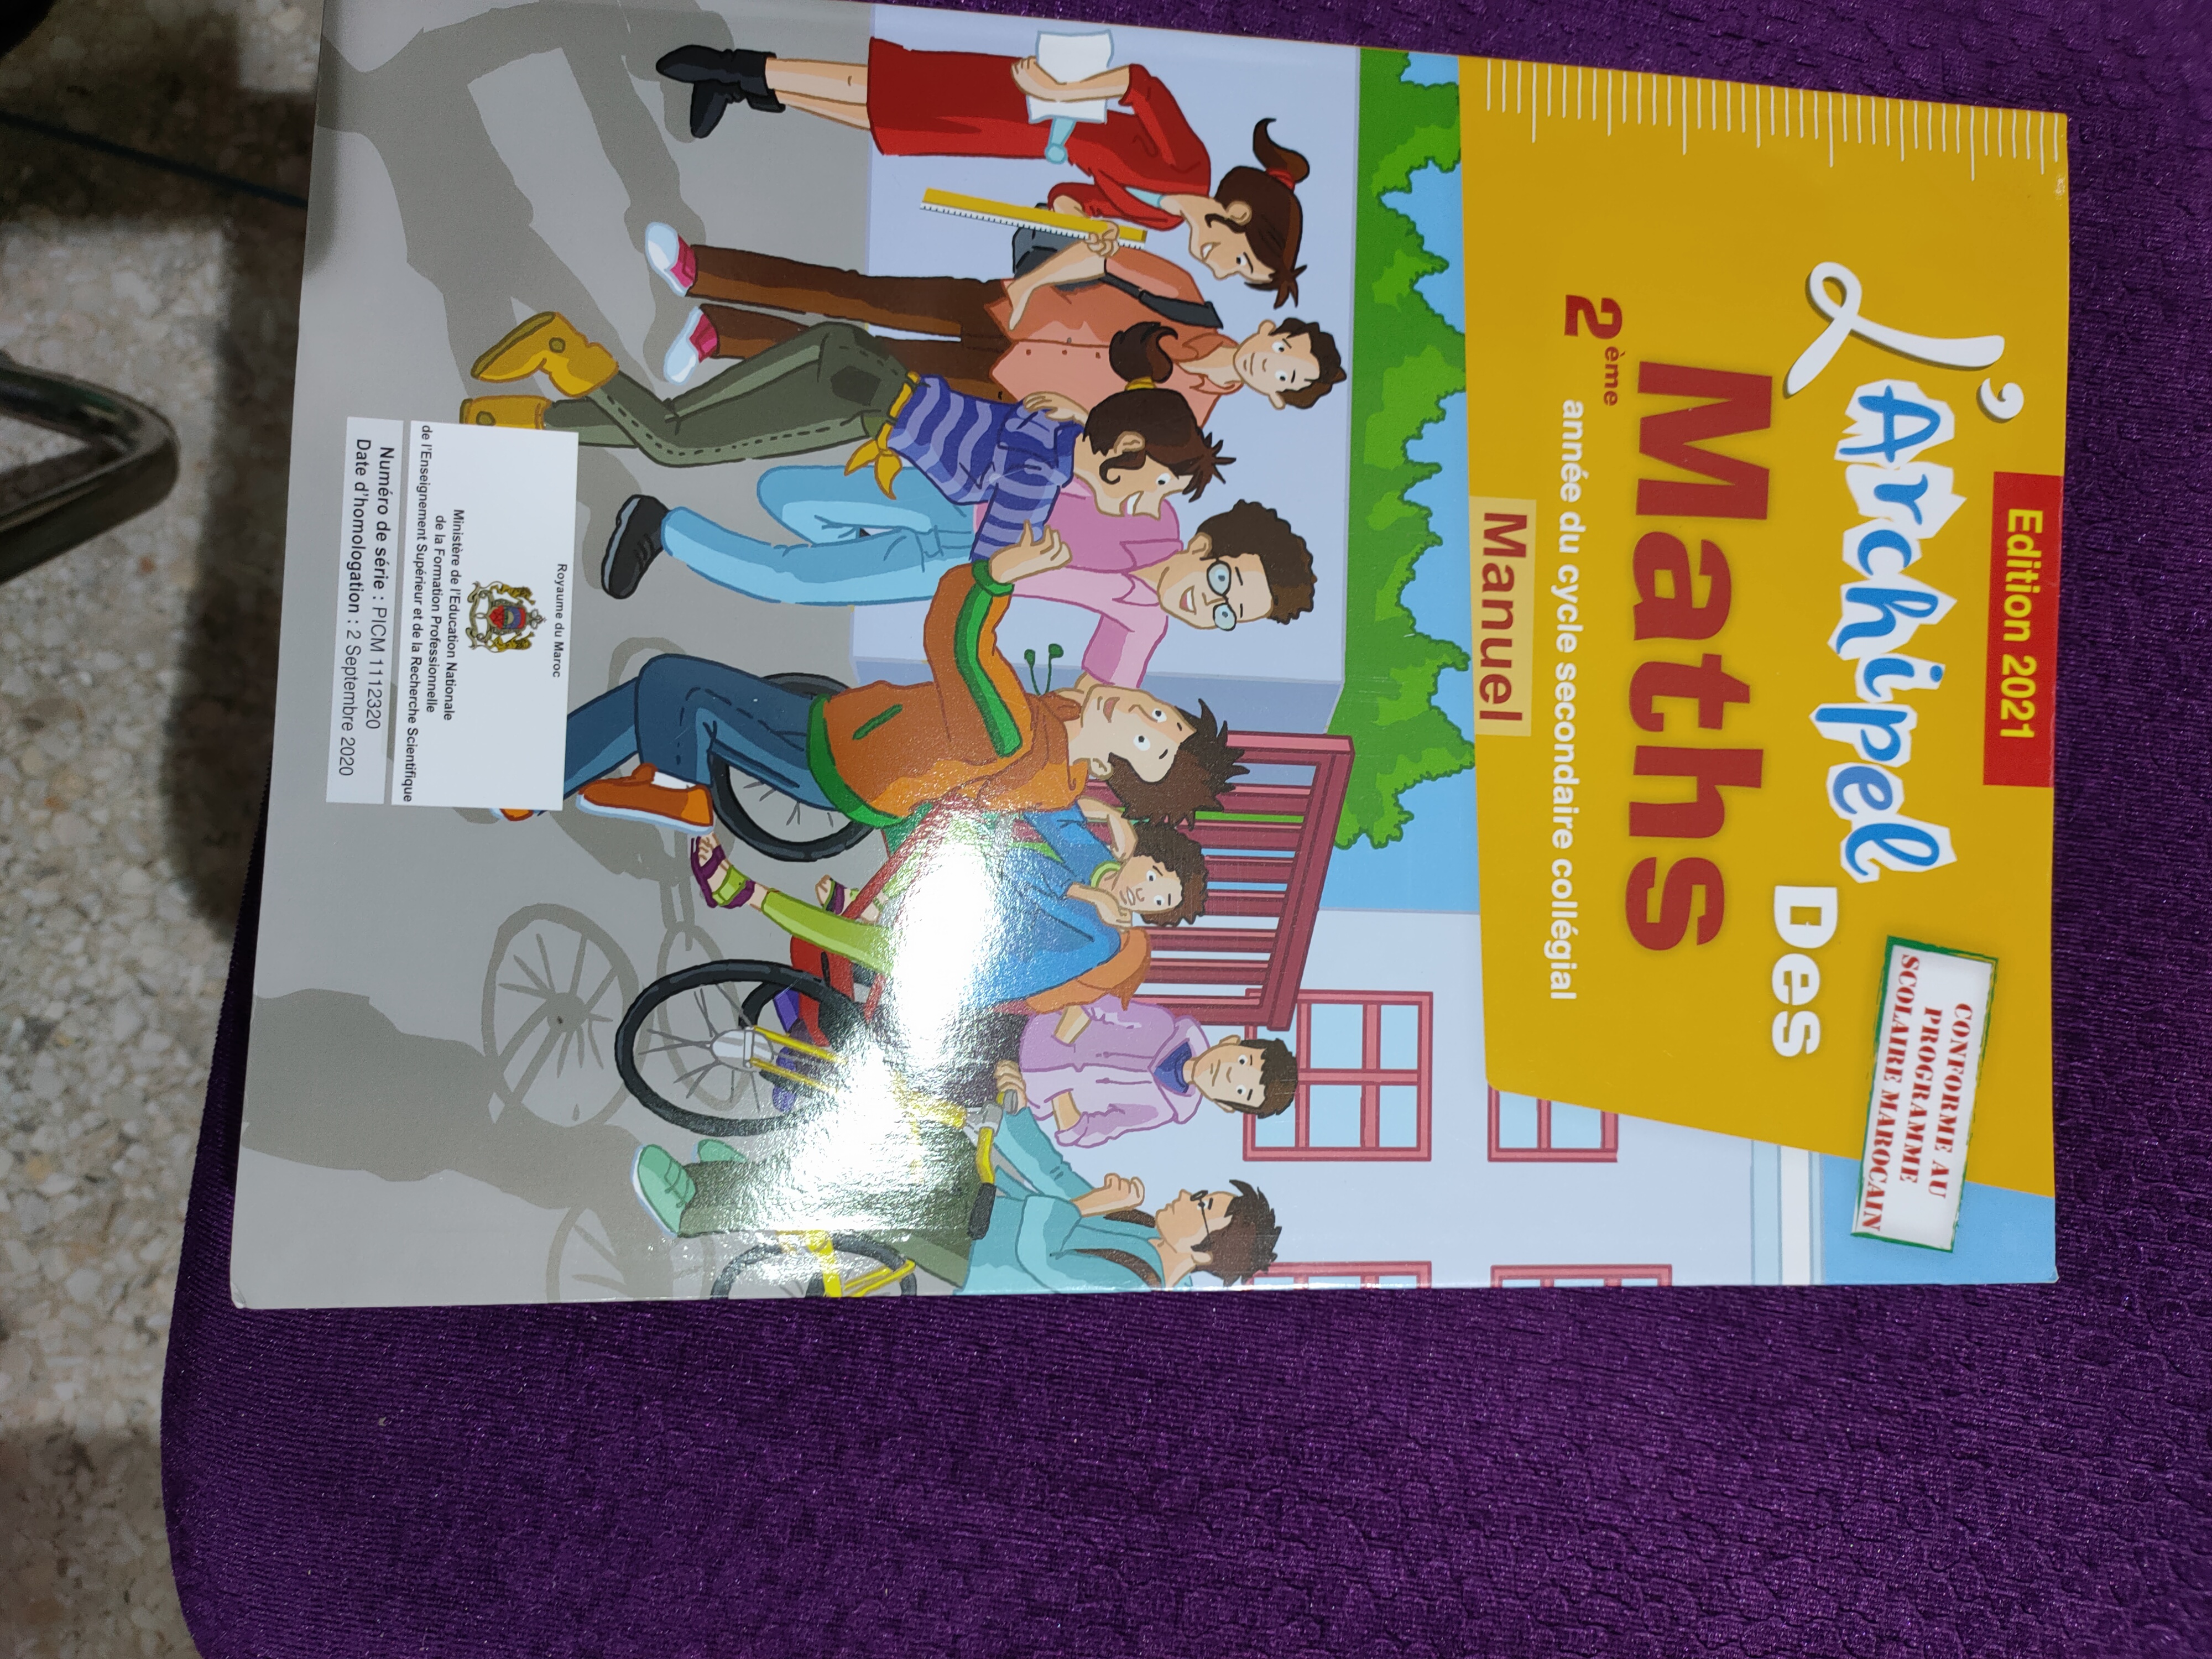 Edition 2021
L'Archipel
Des
Maths
CONFORME AU
PROGRAMME
SCOLAIRE MAROCAIN
2ème année du cycle secondaire collégial
Manuel
Royaume du Maroc
Ministère de l'Education Nationale
de la Formation Professionnelle
de l'Enseignement Supérieur et de la Recherche Scientifique
Numéro de série : PICM 1112320
Date d'homologation : 2 Septembre 2020